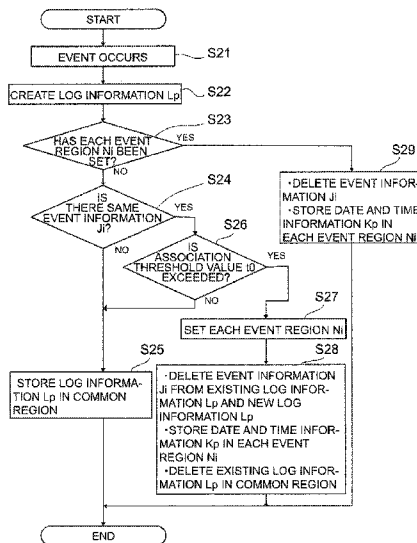 START
S21
EVENT OCCURS
S22
CREATE LOG INFORMATION Lp
S23
HAS EACH EVENT
REGION Ni BEEN
SET?
YES
NO
S24
IS
THERE SAME
EVENT INFORMATION
Ji?
YES
NO
S29
・DELETE EVENT INFOR-
MATION Ji
・STORE DATE AND TIME
INFORMATION Kp IN
EACH EVENT REGION Ni
S26
IS
ASSOCIATION
THRESHOLD VALUE t0
EXCEEDED?
YES
NO
S27
SET EACH EVENT REGION Ni
S25
STORE LOG INFORMA-
TION Lp IN COMMON
REGION
S28
・DELETE EVENT INFORMATION
Ji FROM EXISTING LOG INFOR-
MATION Lp AND NEW LOG
INFORMATION Lp
・STORE DATE AND TIME
INFORMATION Kp IN EACH EVENT
REGION Ni
・DELETE EXISTING LOG INFOR-
MATION Lp IN COMMON REGION
END